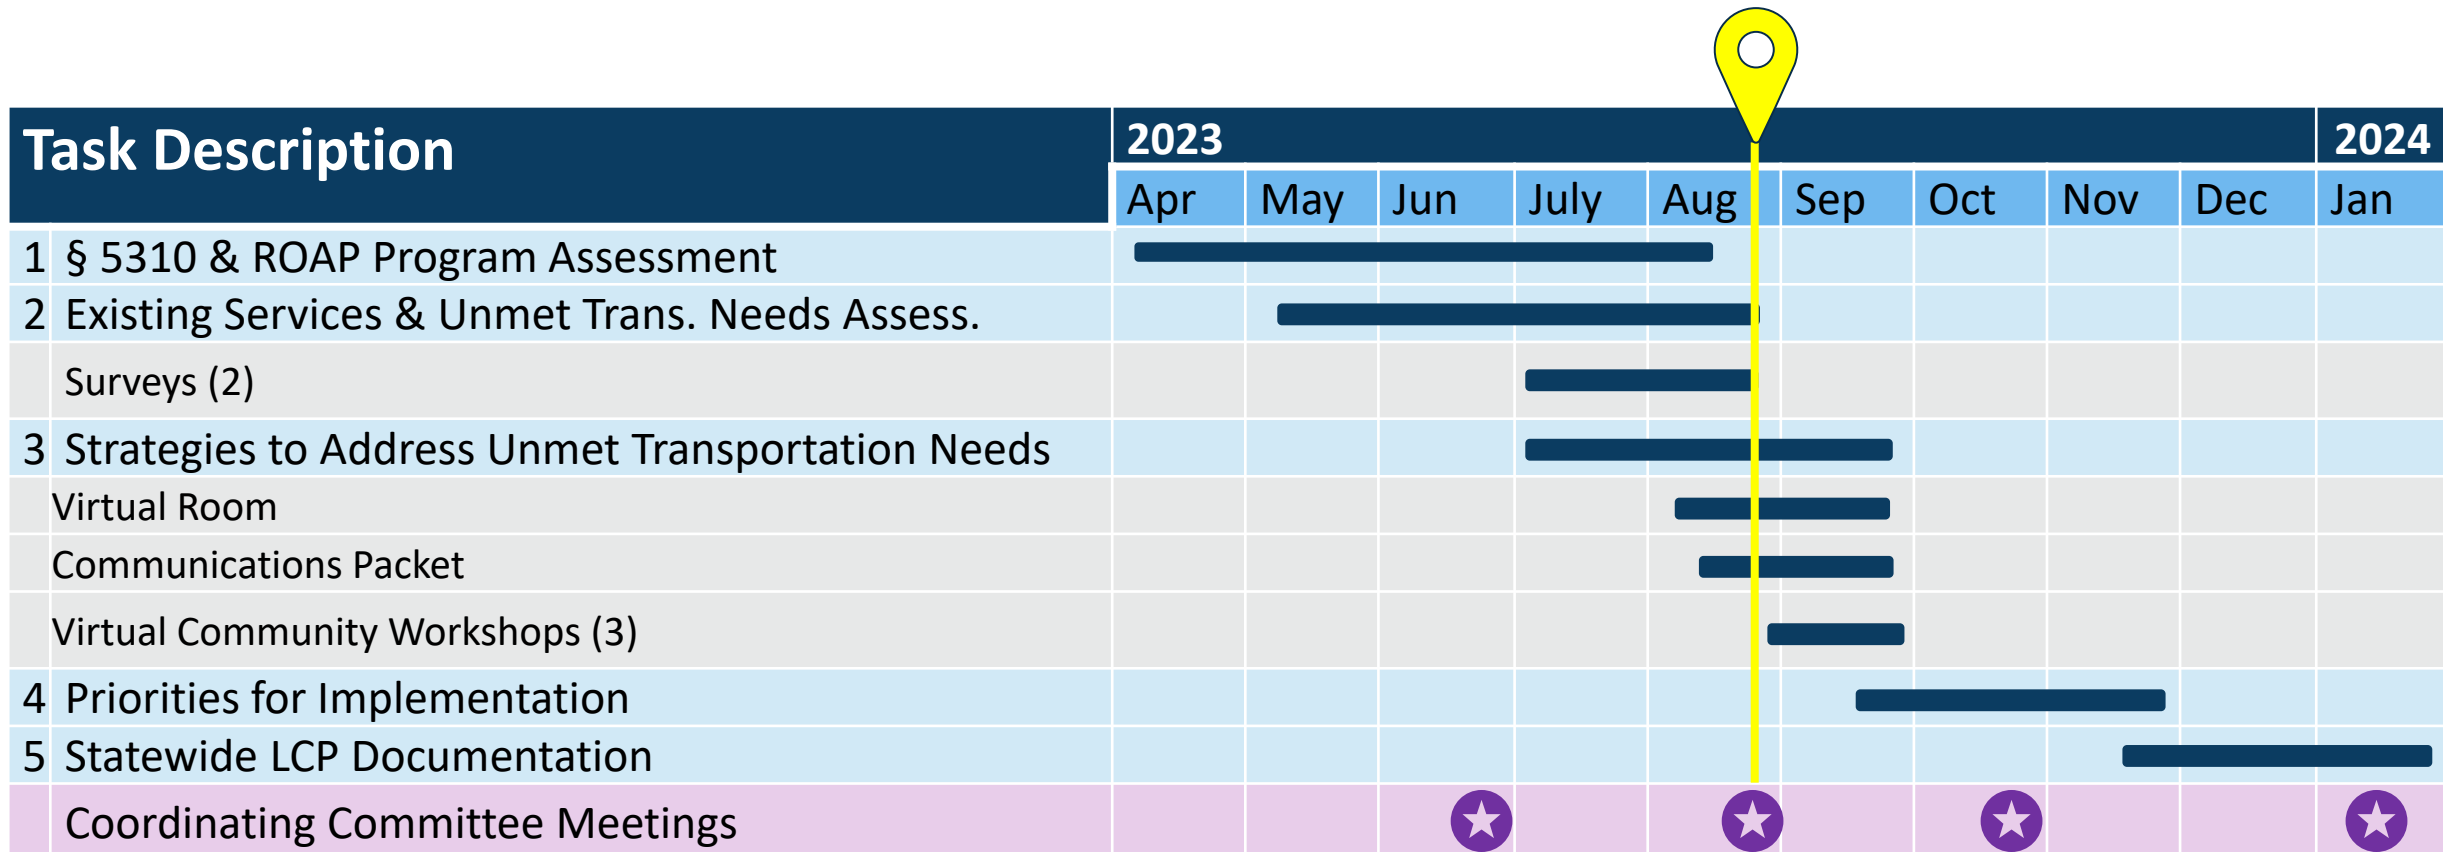 Task Description
2023
2024
Apr May Jun July Aug Sep Oct Nov Dec Jan
1 § 5310 & ROAP Program Assessment
2 Existing Services & Unmet Trans. Needs Assess.
Surveys (2)
3 Strategies to Address Unmet Transportation Needs
Virtual Room
Communications Packet
Virtual Community Workshops (3)
4 Priorities for Implementation
5 Statewide LCP Documentation
Coordinating Committee Meetings